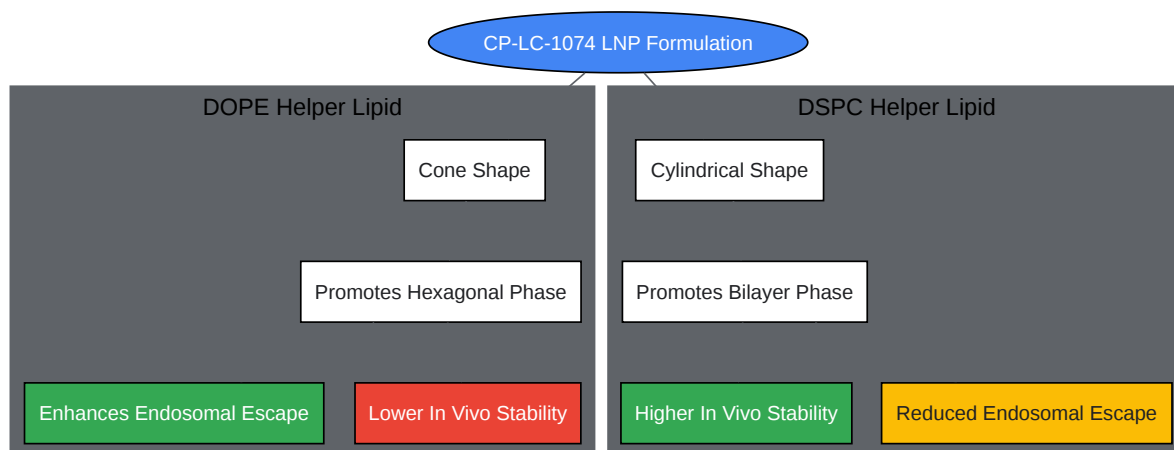 CP-LC-1074 LNP Formulation
DOPE Helper Lipid
DSPC Helper Lipid
Cone Shape
Cylindrical Shape
Promotes Hexagonal Phase
Promotes Bilayer Phase
Enhances Endosomal Escape
Lower In Vivo Stability
Higher In Vivo Stability
Reduced Endosomal Escape